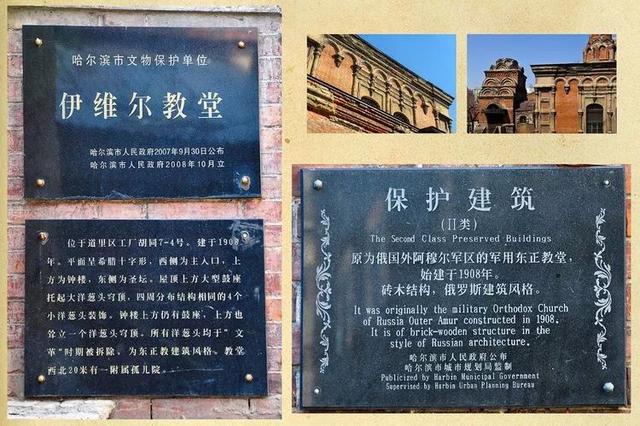 哈尔滨市文物保护单位
伊维尔教堂
哈尔滨市人民政府2007年9月30日公布
哈尔滨市人民政府2008年10月立
位于道里区工厂胡同7-4号。建于1908
年。平面呈希腊十字形，西侧为主入口，上
方为钟楼，东侧为圣坛。屋顶上方大型鼓座
托起大洋葱头穹顶，四周分布结构相同的4个
小洋葱头装饰。钟楼上方仍有鼓座，上方也
耸立一个洋葱头穹顶。所有洋葱头均于“文
革”时期被拆除。为东正教建筑风格。教堂
西北20米有一附属孤儿院。
保护建筑
(II类)
The Second Class Preserved Buildings
原为俄国外阿穆尔军区的军用东正教堂，
始建于1908年。
砖木结构，俄罗斯建筑风格。
It was originally the military Orthodox Church
of Russia Outer Amur constructed in 1908.
It is of brick-wooden structure in the
style of Russian architecture.
哈尔滨市人民政府公布
哈尔滨市城市规划局监制
Publicized by Harbin Municipal Government
Supervised by Harbin Urban Planning Bureau